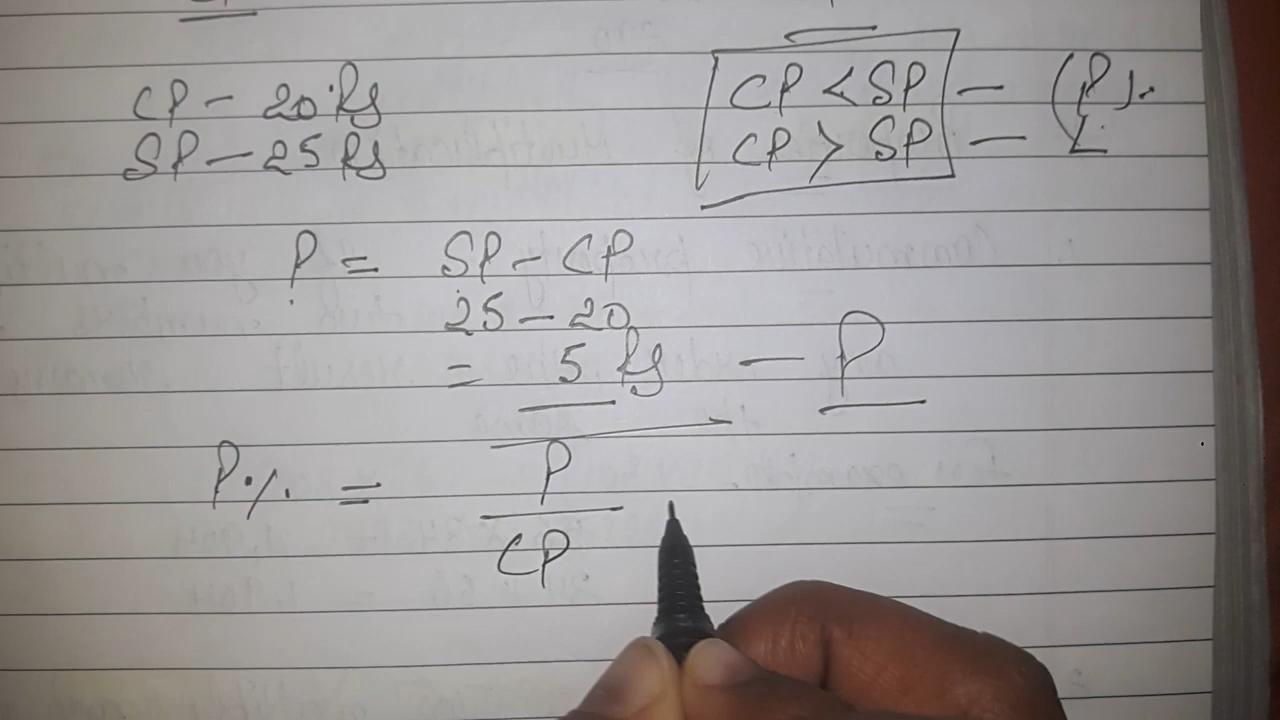 CP - 20 Rs
SP - 25 Rs
CP < SP - (P).
CP > SP - L
P = SP - CP
25 - 20
= 5 Rs - P
P.% = P
CP